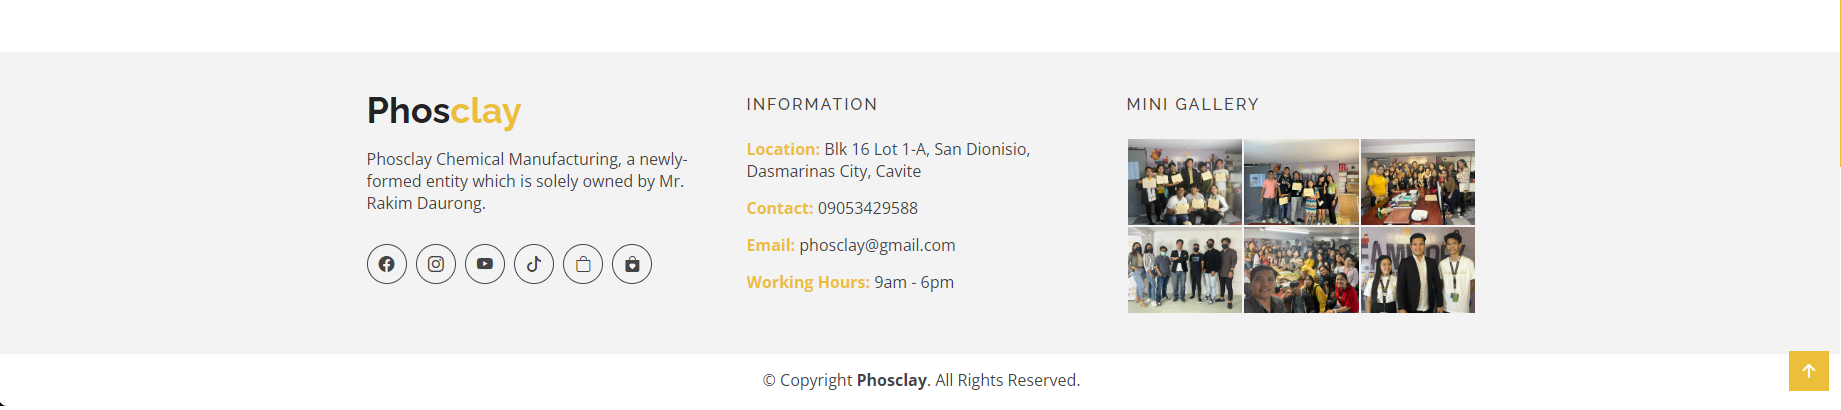 Phosclay
Phosclay Chemical Manufacturing, a newly-
formed entity which is solely owned by Mr.
Rakim Daurong.
INFORMATION
Location: Blk 16 Lot 1-A, San Dionisio,
Dasmarinas City, Cavite
Contact: 09053429588
Email: phosclay@gmail.com
Working Hours: 9am - 6pm
MINI GALLERY
© Copyright Phosclay. All Rights Reserved.